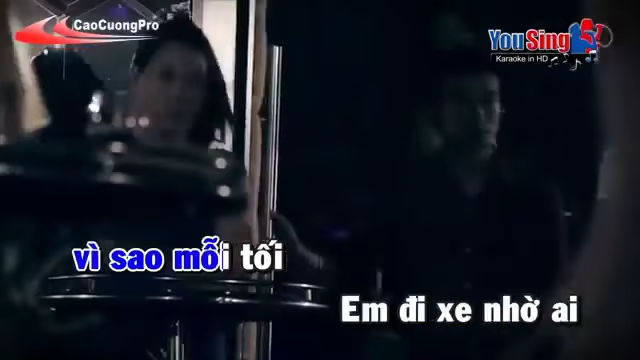 CaoCuongPro
YouSing
Karaoke in HD
vì sao mỗi tối
Em đi xe nhờ ai